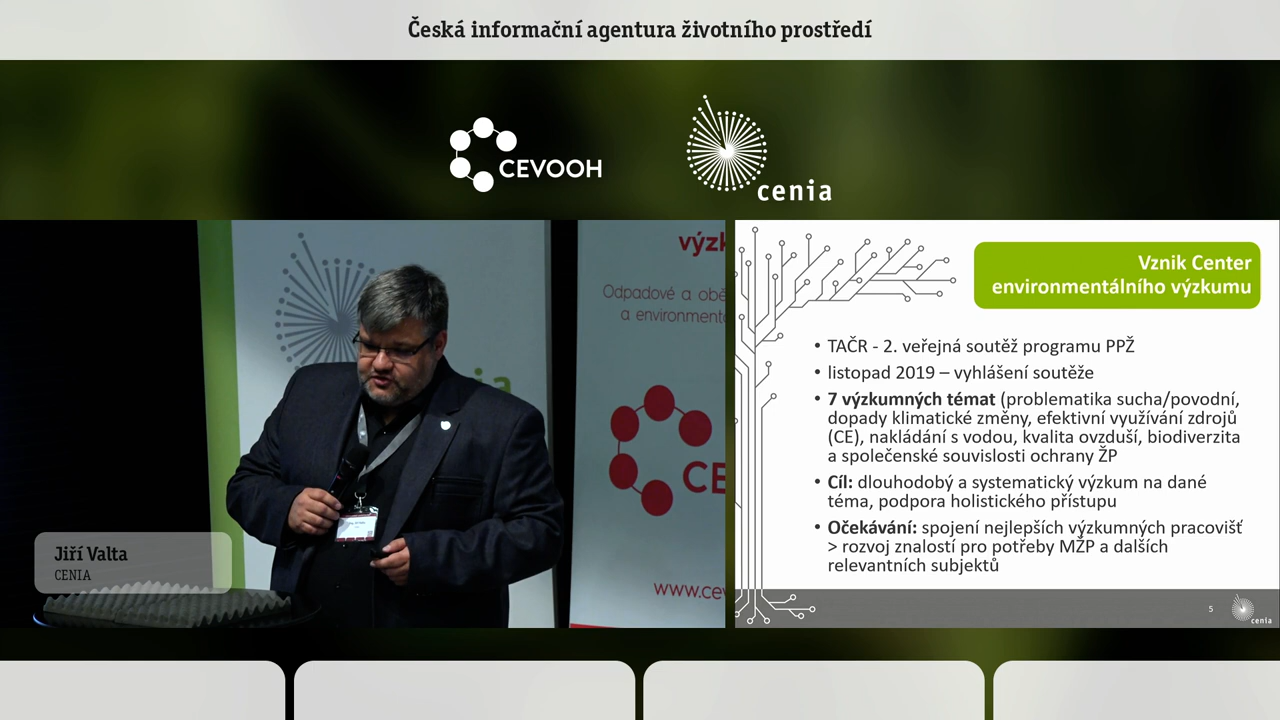 Česká informační agentura životního prostředí
CEVOOH
cenia
výzk
Odpadové a obě
a environmento
CE
www.cev
Jiří Valta
CENIA
Vznik Center
environmentálního výzkumu
• TAČR - 2. veřejná soutěž programu PPŽ
• listopad 2019 – vyhlášení soutěže
• 7 výzkumných témat (problematika sucha/povodní,
dopady klimatické změny, efektivní využívání zdrojů
(CE), nakládání s vodou, kvalita ovzduší, biodiverzita
a společenské souvislosti ochrany ŽP
• Cíl: dlouhodobý a systematický výzkum na dané
téma, podpora holistického přístupu
• Očekávání: spojení nejlepších výzkumných pracovišť
> rozvoj znalostí pro potřeby MŽP a dalších
relevantních subjektů
5
cenia